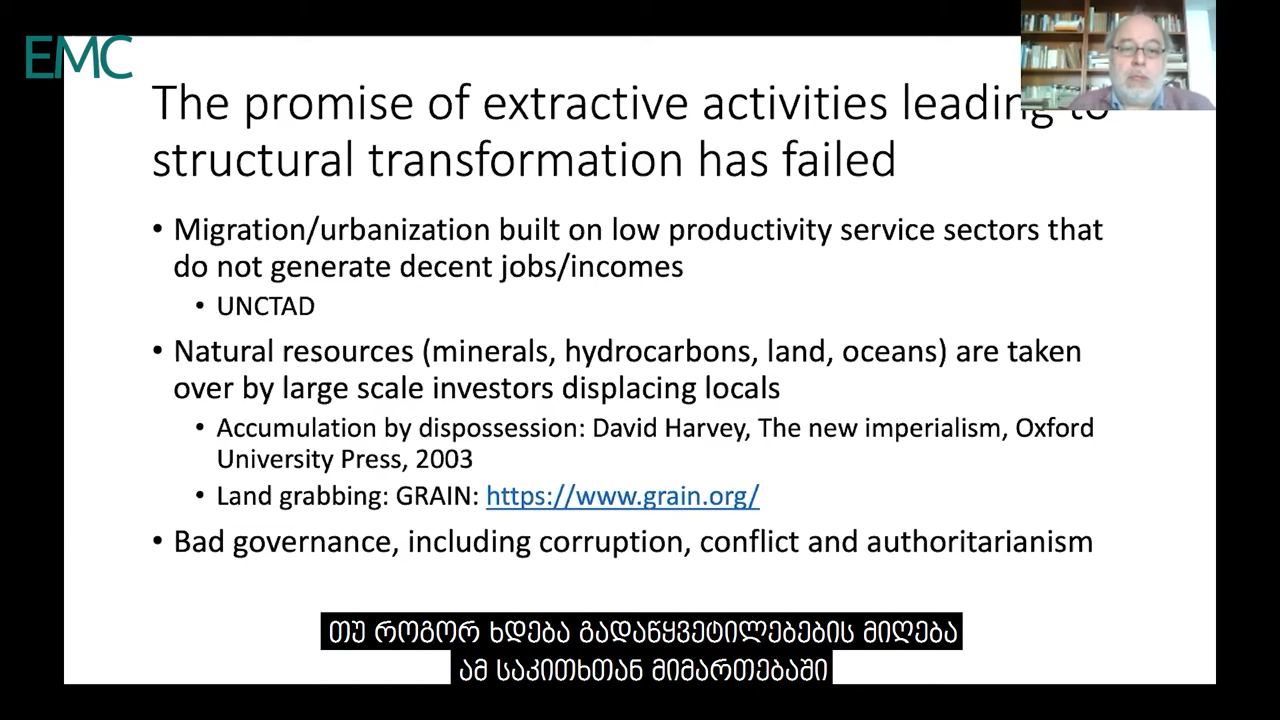 EMC
The promise of extractive activities leading to
structural transformation has failed
• Migration/urbanization built on low productivity service sectors that
do not generate decent jobs/incomes
• UNCTAD
• Natural resources (minerals, hydrocarbons, land, oceans) are taken
over by large scale investors displacing locals
• Accumulation by dispossession: David Harvey, The new imperialism, Oxford
University Press, 2003
• Land grabbing: GRAIN: https://www.grain.org/
• Bad governance, including corruption, conflict and authoritarianism
თუ როგორ ხდება გადაწყვეტილებების მიღება
ამ საკითხთან მიმართებაში